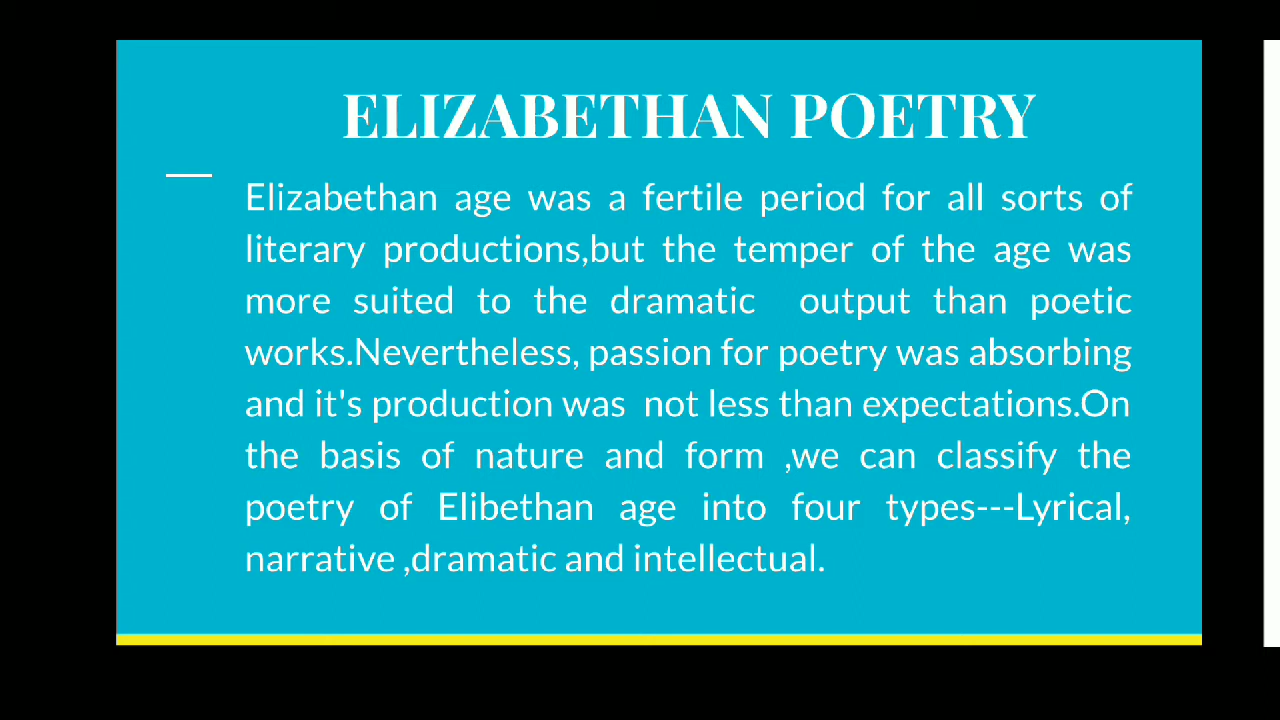 ELIZABETHAN POETRY
Elizabethan age was a fertile period for all sorts of
literary productions,but the temper of the age was
more suited to the dramatic output than poetic
works.Nevertheless, passion for poetry was absorbing
and it's production was not less than expectations.On
the basis of nature and form ,we can classify the
poetry of Elibethan age into four types---Lyrical,
narrative ,dramatic and intellectual.